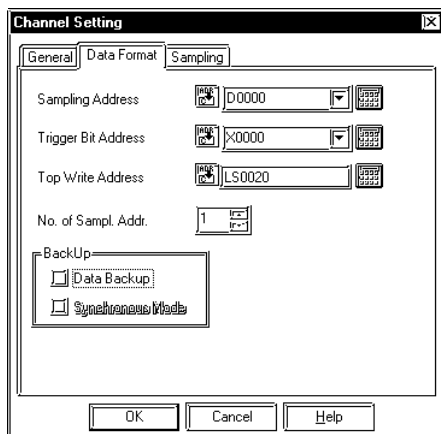 Channel Setting
General Data Format Sampling
Sampling Address D0000
Trigger Bit Address X0000
Top Write Address LS0020
No. of Sampl. Addr. 1
BackUp
Data Backup
Synchronous Mode
OK Cancel Help